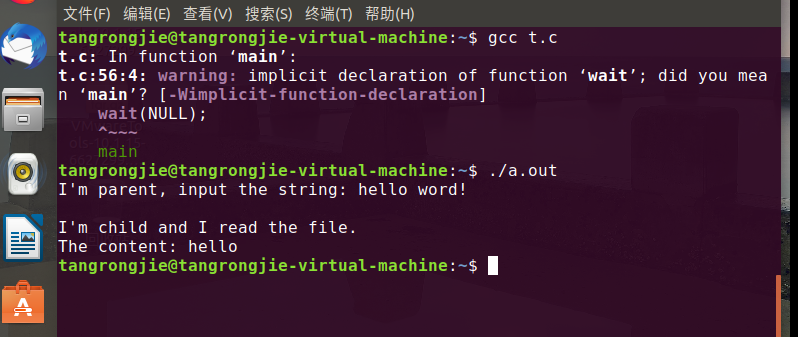 文件(F) 编辑(E) 查看(V) 搜索(S) 终端(T) 帮助(H)
tangrongjie@tangrongjie-virtual-machine:~$ gcc t.c
t.c: In function ‘main’:
t.c:56:4: warning: implicit declaration of function ‘wait’; did you mea
n ‘main’? [-Wimplicit-function-declaration]
    wait(NULL);
    ^~~~
    main
tangrongjie@tangrongjie-virtual-machine:~$ ./a.out
I'm parent, input the string: hello word!

I'm child and I read the file.
The content: hello
tangrongjie@tangrongjie-virtual-machine:~$